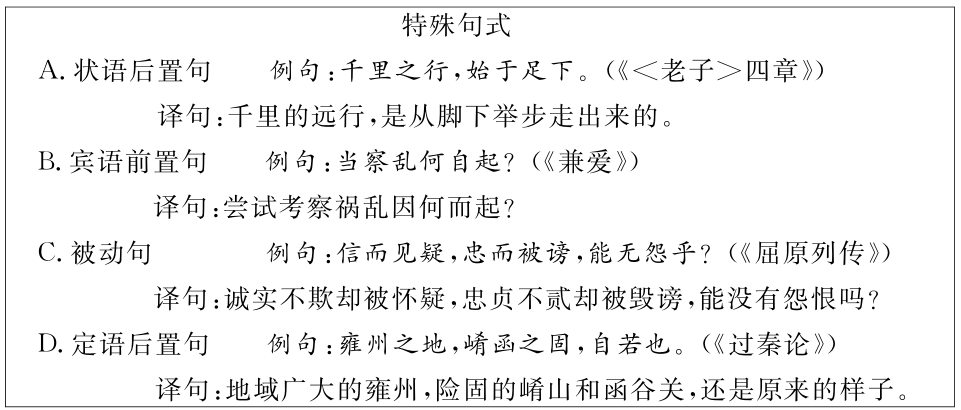 特殊句式
A. 状语后置句 例句:千里之行,始于足下。(《<老子>四章》)
译句:千里的远行,是从脚下举步走出来的。
B. 宾语前置句 例句:当察乱何自起?(《兼爱》)
译句:尝试考察祸乱因何而起?
C. 被动句 例句:信而见疑,忠而被谤,能无怨乎?(《屈原列传》)
译句:诚实不欺却被怀疑,忠贞不贰却被毁谤,能没有怨恨吗?
D. 定语后置句 例句:雍州之地,崤函之固,自若也。(《过秦论》)
译句:地域广大的雍州,险固的崤山和函谷关,还是原来的样子。